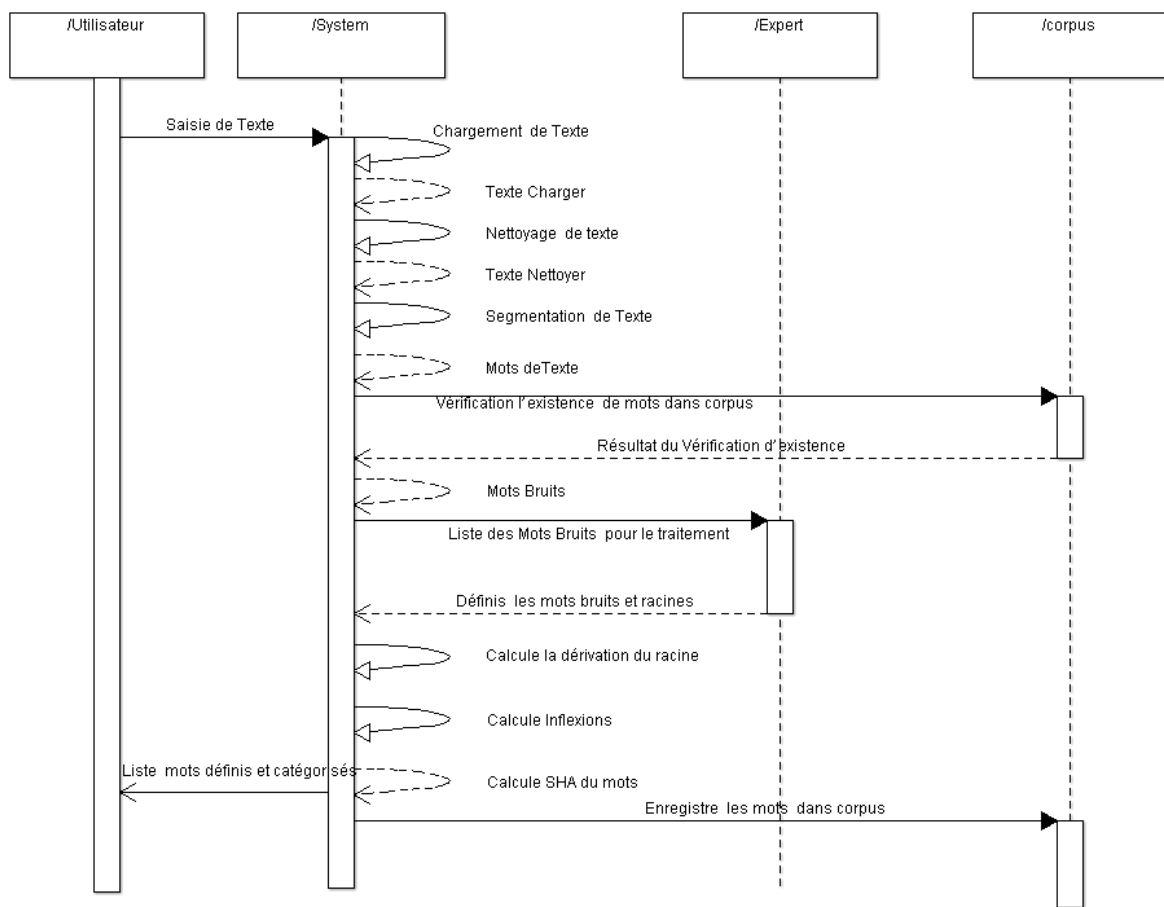 /Utilisateur
/System
/Expert
/corpus
Saisie de Texte
Chargement de Texte
Texte Charger
Nettoyage de texte
Texte Nettoyer
Segmentation de Texte
Mots deTexte
Vérification l'existence de mots dans corpus
Résultat du Vérification d'existence
Mots Bruits
Liste des Mots Bruits pour le traitement
Définis les mots bruits et racines
Calcule la dérivation du racine
Calcule Inflexions
Liste mots définis et catégorisés
Calcule SHA du mots
Enregistre les mots dans corpus